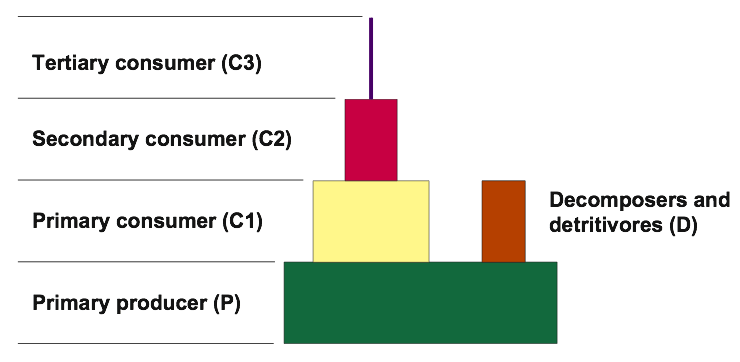 Tertiary consumer (C3)
Secondary consumer (C2)
Primary consumer (C1)
Decomposers and
detritivores (D)
Primary producer (P)